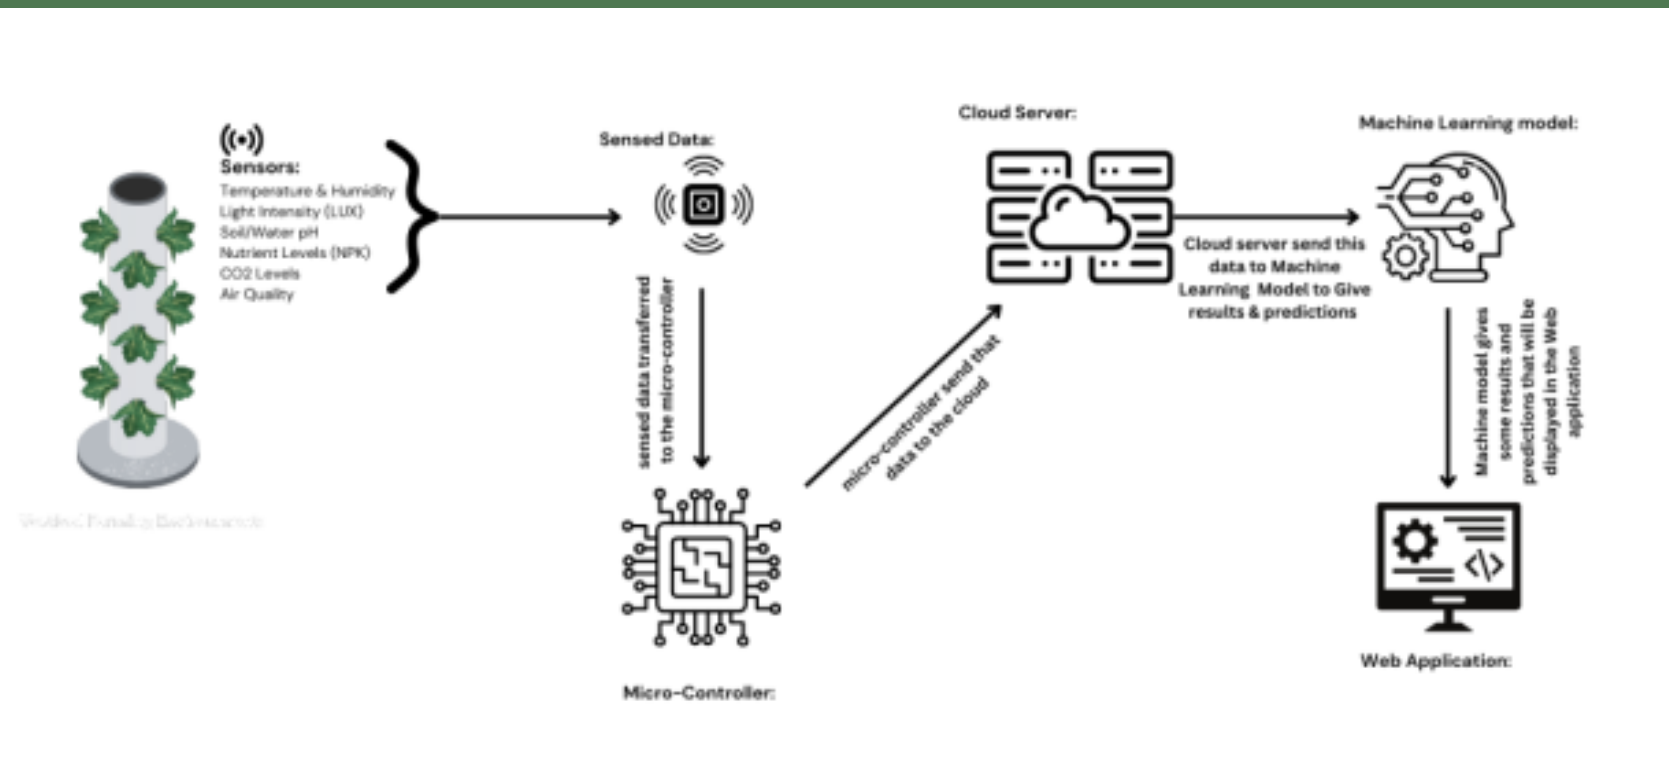 Sensors:
Temperature & Humidity
Light Intensity (LUX)
Soil/Water pH
Nutrient Levels (NPK)
CO2 Levels
Air Quality
Sensed Data:
sensed data transferred
to the micro-controller
Micro-Controller:
micro-controller send that
data to the cloud
Cloud Server:
Cloud server send this
data to Machine
Learning Model to Give
results & predictions
Machine Learning model:
Machine model gives
some results and
predictions that will be
displayed in the Web
application
Web Application: